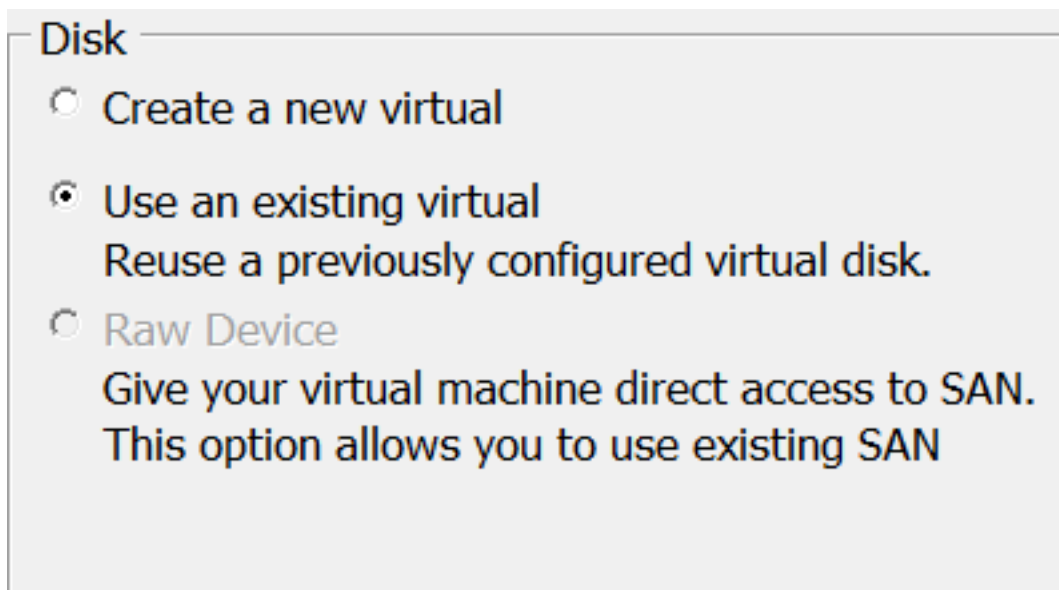 Disk
Create a new virtual
Use an existing virtual
Reuse a previously configured virtual disk.
Raw Device
Give your virtual machine direct access to SAN.
This option allows you to use existing SAN